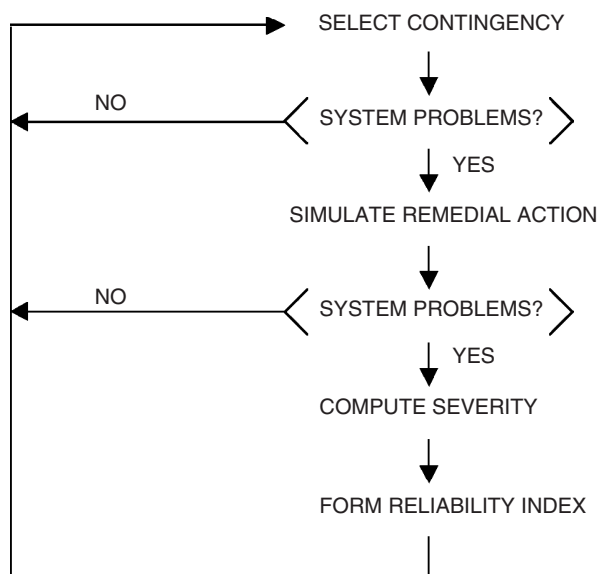 SELECT CONTINGENCY
NO
SYSTEM PROBLEMS?
YES
SIMULATE REMEDIAL ACTION
NO
SYSTEM PROBLEMS?
YES
COMPUTE SEVERITY
FORM RELIABILITY INDEX